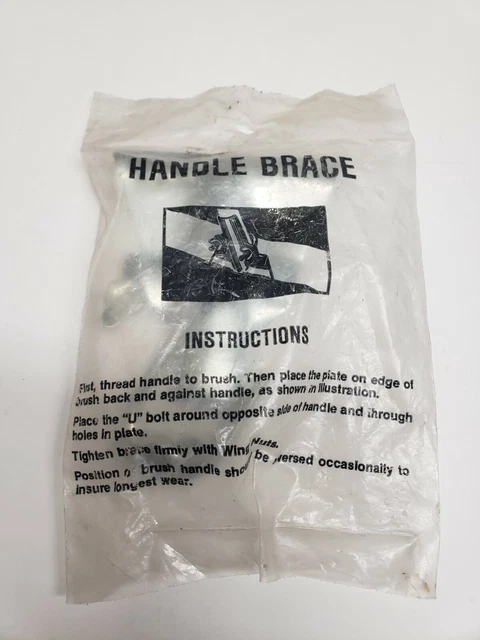 HANDLE BRACE
INSTRUCTIONS
First, thread handle to brush. Then place the plate on edge of
brush back and against handle, as shown in Illustration.
Place the "U" bolt around opposite side of handle and through
holes in plate.
Tighten brace firmly with Wing Nuts.
Position of brush handle should be reversed occasionally to
insure longest wear.